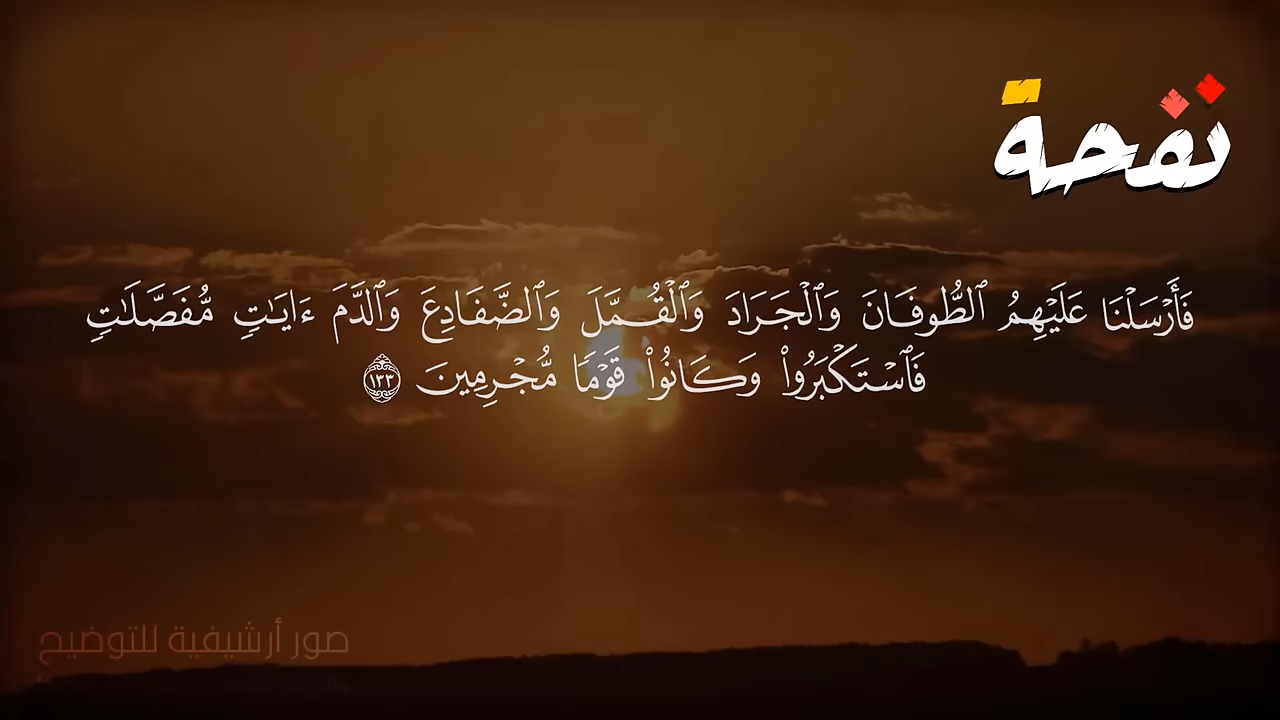 نفحة
فَأَرْسَلْنَا عَلَيْهِمُ ٱلطُّوفَانَ وَٱلْجَرَادَ وَٱلْقُمَّلَ وَٱلضَّفَادِعَ وَٱلدَّمَ ءَايَٰتٖ مُّفَصَّلَٰتٖ
فَٱسْتَكْبَرُوا۟ وَكَانُوا۟ قَوْمًا مُّجْرِمِينَ ١٣٣
صور أرشيفية للتوضيح